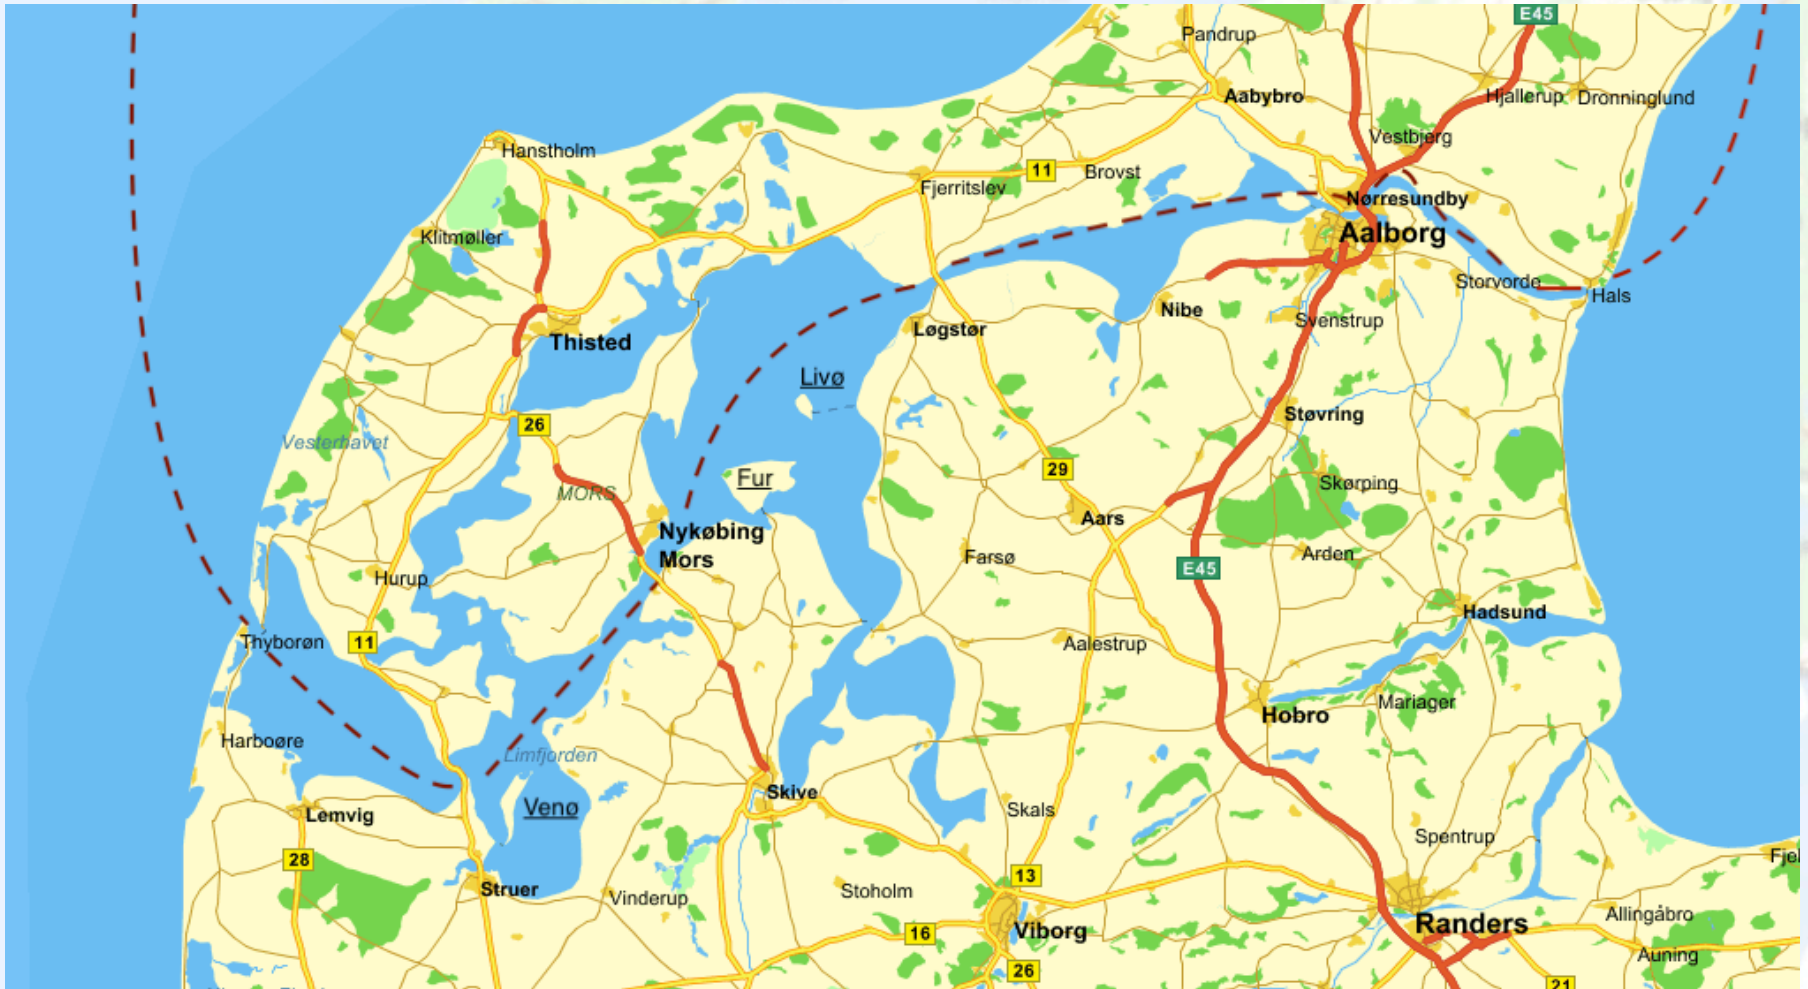 E45
Pandrup
Aabybro
Hjallerup
Dronninglund
Vestbjerg
Hanstholm
11
Brovst
Fjerritslev
Nørresundby
Klitmøller
Aalborg
Storvorde
Hals
Nibe
Svenstrup
Løgstør
Thisted
Livø
Støvring
26
Vesterhavet
29
Fur
Skørping
MORS
Aars
Nykøbing
Mors
Farsø
Arden
E45
Hurup
Hadsund
Thyborøn
11
Aalestrup
Mariager
Hobro
Harboøre
Limfjorden
Skive
Venø
Skals
Lemvig
Spentrup
28
Fjel
13
Struer
Vinderup
Stoholm
Allingåbro
Randers
Viborg
16
Auning
26
21